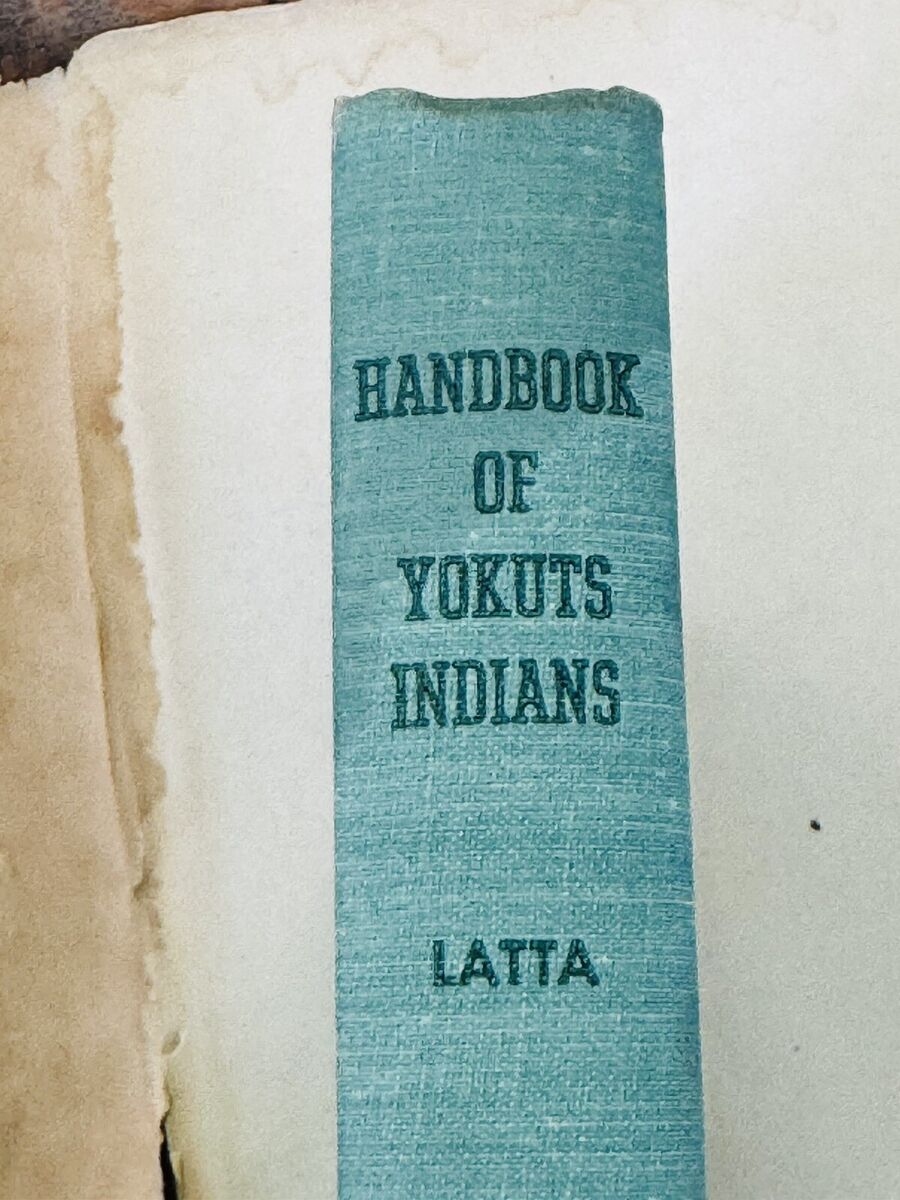 HANDBOOK
OF
YOKUTS
INDIANS
LATTA